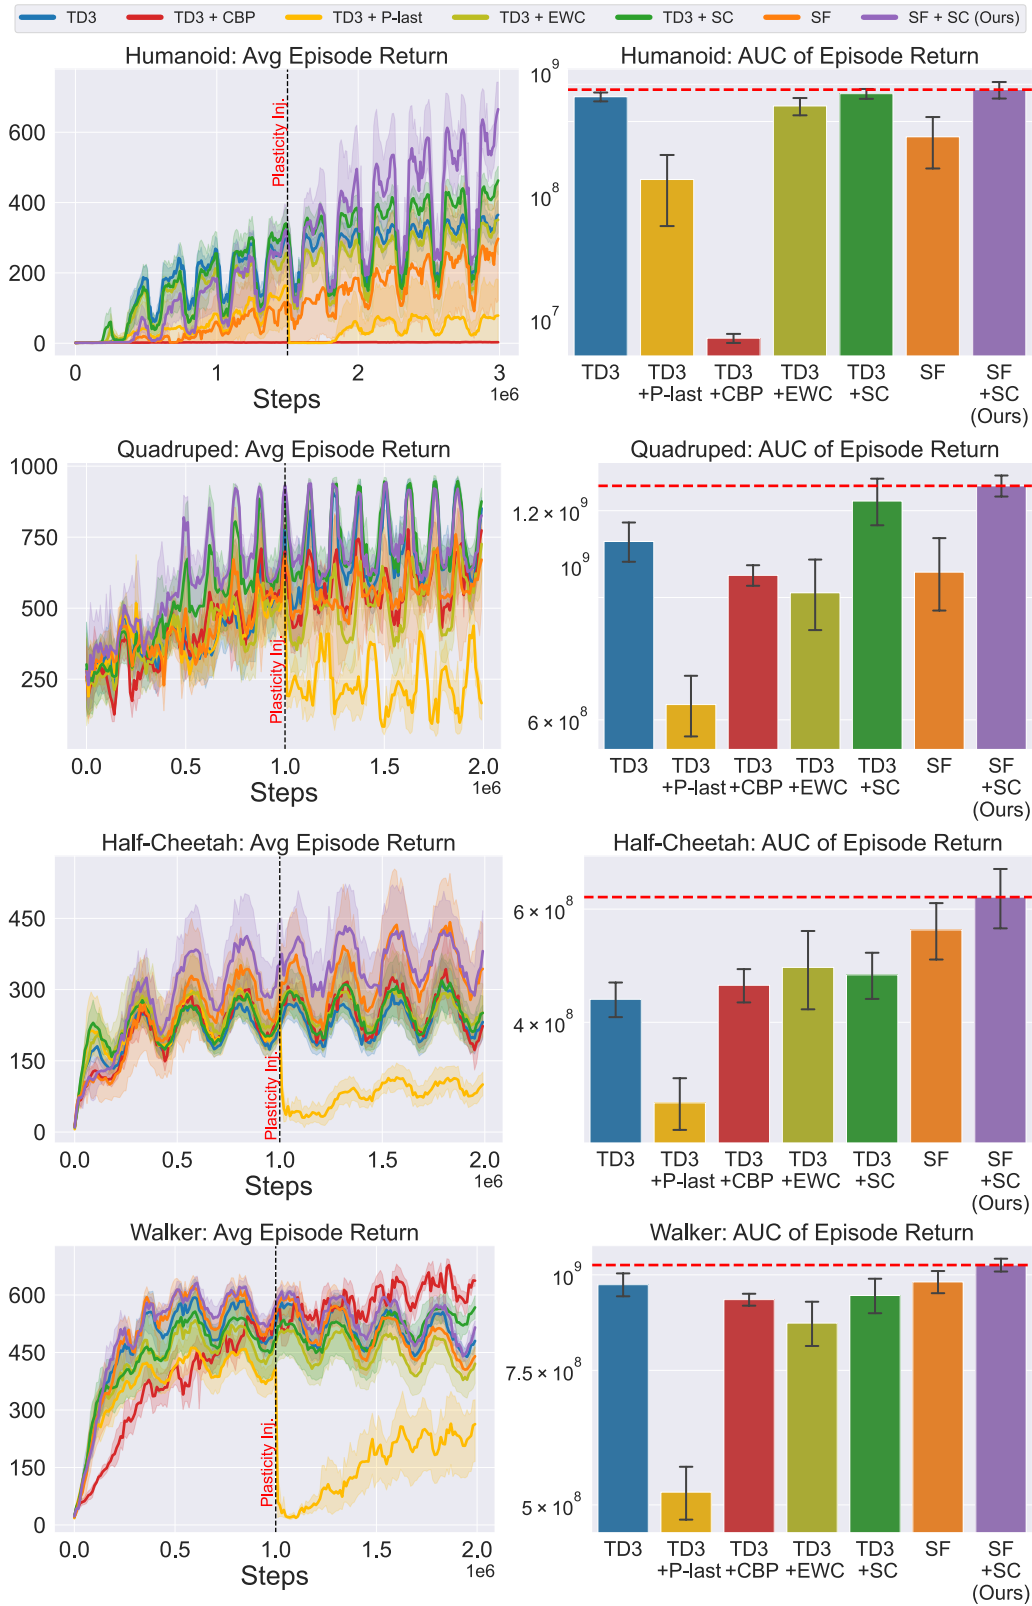 TD3 TD3 + CBP TD3 + P-last TD3 + EWC TD3 + SC SF SF + SC (Ours)
Humanoid: Avg Episode Return
600
400
300
200
0
Plasticity Inj.
0 1 2 3
1e6
Steps
Humanoid: AUC of Episode Return
10^9
10^8
10^7
TD3 TD3 TD3 TD3 TD3 SF SF
+P-last +CBP +EWC +SC +SC
(Ours)
Quadruped: Avg Episode Return
1000
750
500
250
Plasticity Inj.
0.0 0.5 1.0 1.5 2.0
1e6
Steps
Quadruped: AUC of Episode Return
1.2 × 10^9
10^9
6 × 10^8
TD3 TD3 TD3 TD3 TD3 SF SF
+P-last +CBP +EWC +SC +SC
(Ours)
Half-Cheetah: Avg Episode Return
450
300
150
0
Plasticity Inj.
0.0 0.5 1.0 1.5 2.0
1e6
Steps
Half-Cheetah: AUC of Episode Return
6 × 10^8
4 × 10^8
TD3 TD3 TD3 TD3 TD3 SF SF
+P-last +CBP +EWC +SC +SC
(Ours)
Walker: Avg Episode Return
600
450
300
150
0
Plasticity Inj.
0.0 0.5 1.0 1.5 2.0
1e6
Steps
Walker: AUC of Episode Return
10^9
7.5 × 10^8
5 × 10^8
TD3 TD3 TD3 TD3 TD3 SF SF
+P-last +CBP +EWC +SC +SC
(Ours)